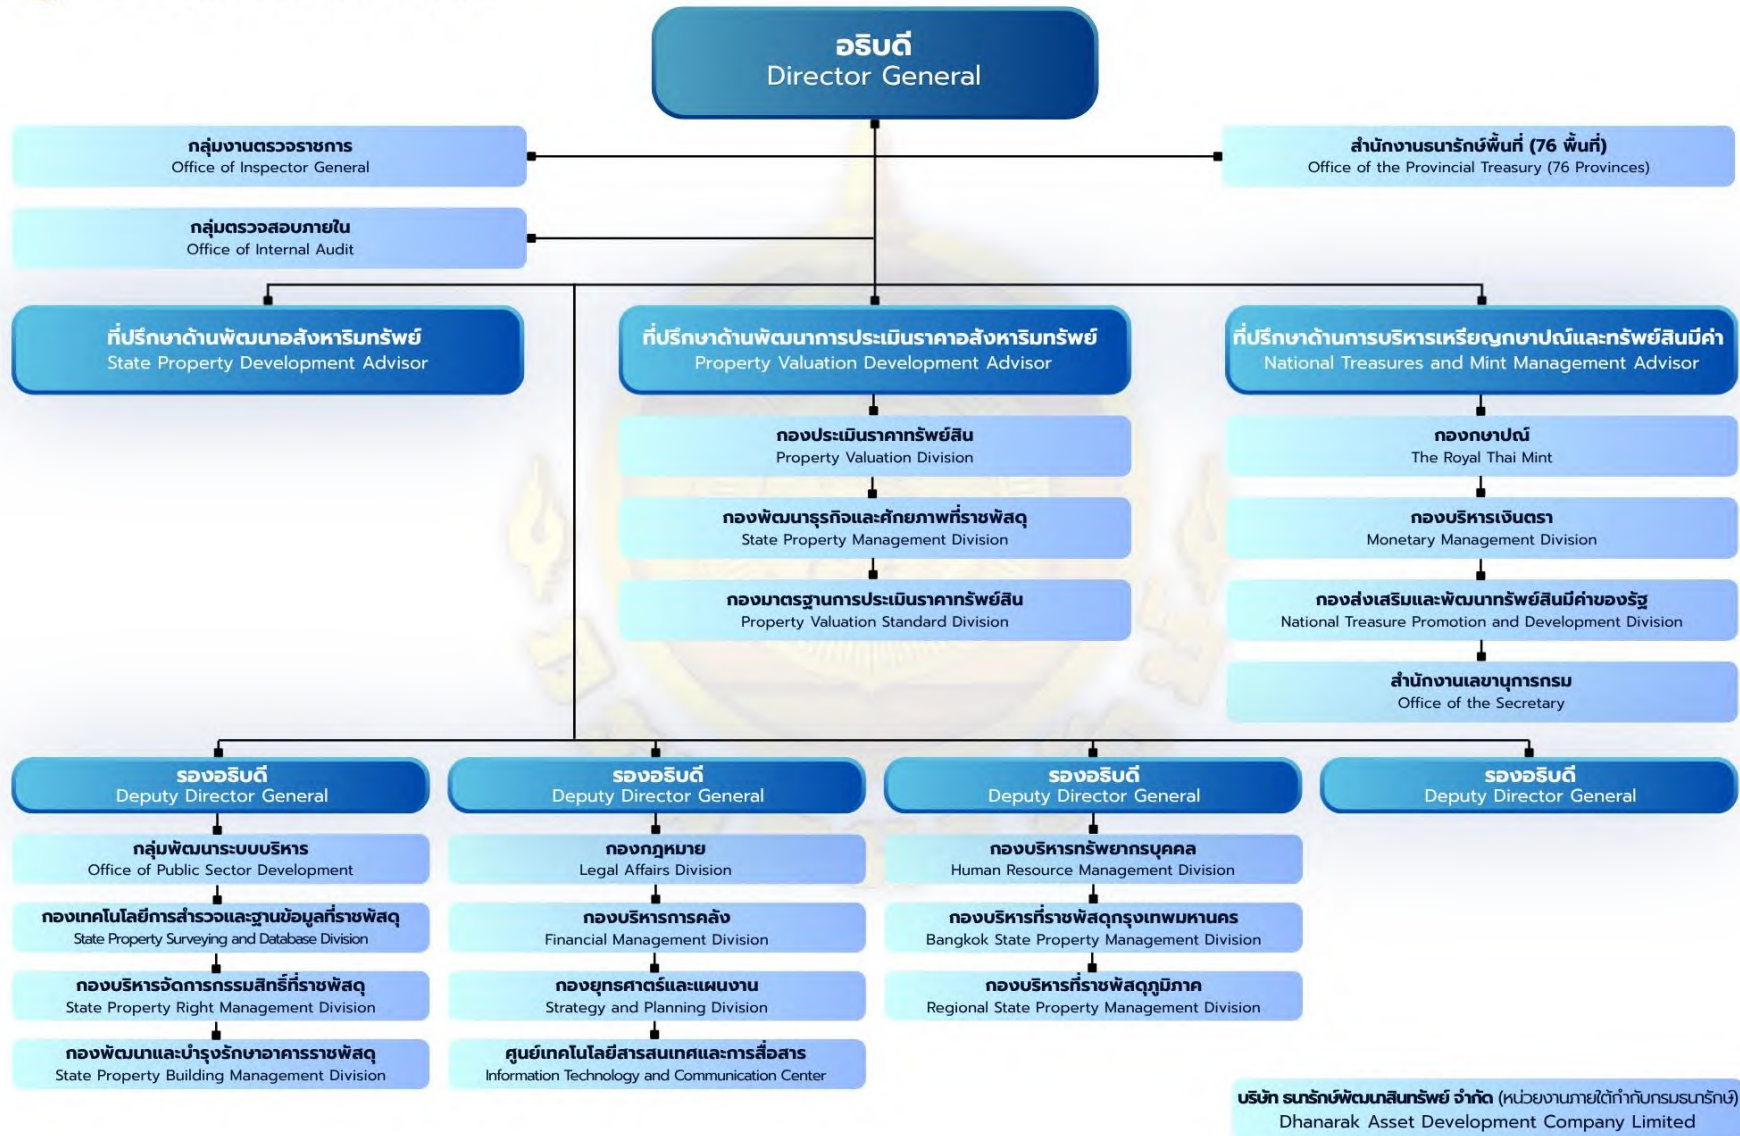 อธิบดี
Director General
กลุ่มงานตรวจราชการ
Office of Inspector General
สำนักงานธนารักษ์พื้นที่ (76 พื้นที่)
Office of the Provincial Treasury (76 Provinces)
กลุ่มตรวจสอบภายใน
Office of Internal Audit
ที่ปรึกษาด้านพัฒนาอสังหาริมทรัพย์
State Property Development Advisor
ที่ปรึกษาด้านพัฒนาการประเมินราคาอสังหาริมทรัพย์
Property Valuation Development Advisor
ที่ปรึกษาด้านการบริหารเหรียญกษาปณ์และทรัพย์สินมีค่า
National Treasures and Mint Management Advisor
กองประเมินราคาทรัพย์สิน
Property Valuation Division
กองพัฒนาธุรกิจและศักยภาพที่ราชพัสดุ
State Property Management Division
กองมาตรฐานการประเมินราคาทรัพย์สิน
Property Valuation Standard Division
กองกษาปณ์
The Royal Thai Mint
กองบริหารเงินตรา
Monetary Management Division
กองส่งเสริมและพัฒนาทรัพย์สินมีค่าของรัฐ
National Treasure Promotion and Development Division
สำนักงานเลขานุการกรม
Office of the Secretary
รองอธิบดี
Deputy Director General
กลุ่มพัฒนาระบบบริหาร
Office of Public Sector Development
กองเทคโนโลยีการสำรวจและฐานข้อมูลที่ราชพัสดุ
State Property Surveying and Database Division
กองบริหารจัดการกรรมสิทธิ์ที่ราชพัสดุ
State Property Right Management Division
กองพัฒนาและบำรุงรักษาอาคารราชพัสดุ
State Property Building Management Division
รองอธิบดี
Deputy Director General
กองกฎหมาย
Legal Affairs Division
กองบริหารการคลัง
Financial Management Division
กองยุทธศาตร์และแผนงาน
Strategy and Planning Division
ศูนย์เทคโนโลยีสารสนเทศและการสื่อสาร
Information Technology and Communication Center
รองอธิบดี
Deputy Director General
กองบริหารทรัพยากรบุคคล
Human Resource Management Division
กองบริหารที่ราชพัสดุกรุงเทพมหานคร
Bangkok State Property Management Division
กองบริหารที่ราชพัสดุภูมิภาค
Regional State Property Management Division
รองอธิบดี
Deputy Director General
บริษัท ธนารักษ์พัฒนาสินทรัพย์ จำกัด (หน่วยงานภายใต้กำกับกรมธนารักษ์)
Dhanarak Asset Development Company Limited